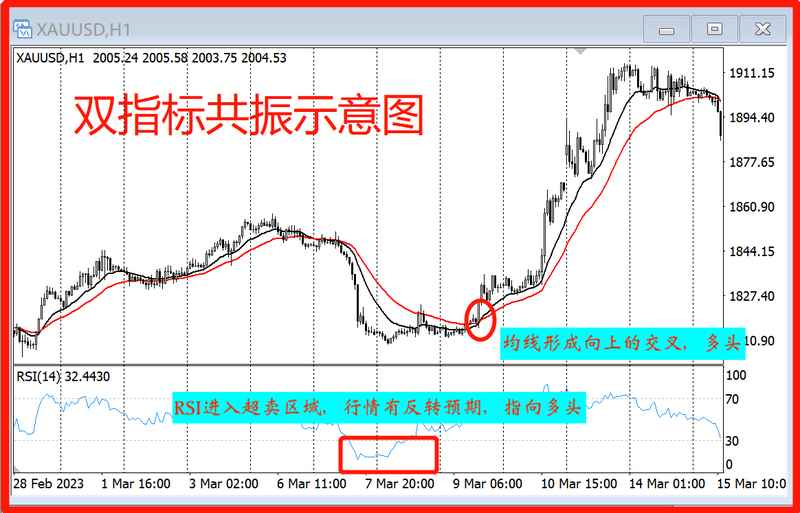 XAUUSD,H1
XAUUSD,H1 2005.24 2005.58 2003.75 2004.53
双指标共振示意图
1911.15
1894.40
1877.65
1860.90
1844.15
1827.40
均线形成向上的交叉，多头
10.90
RSI(14) 32.4430
100
RSI进入超卖区域，行情有反转预期，指向多头
70
30
0
28 Feb 2023 1 Mar 16:00 3 Mar 02:00 6 Mar 11:00 7 Mar 20:00 9 Mar 06:00 10 Mar 15:00 14 Mar 01:00 15 Mar 10:0